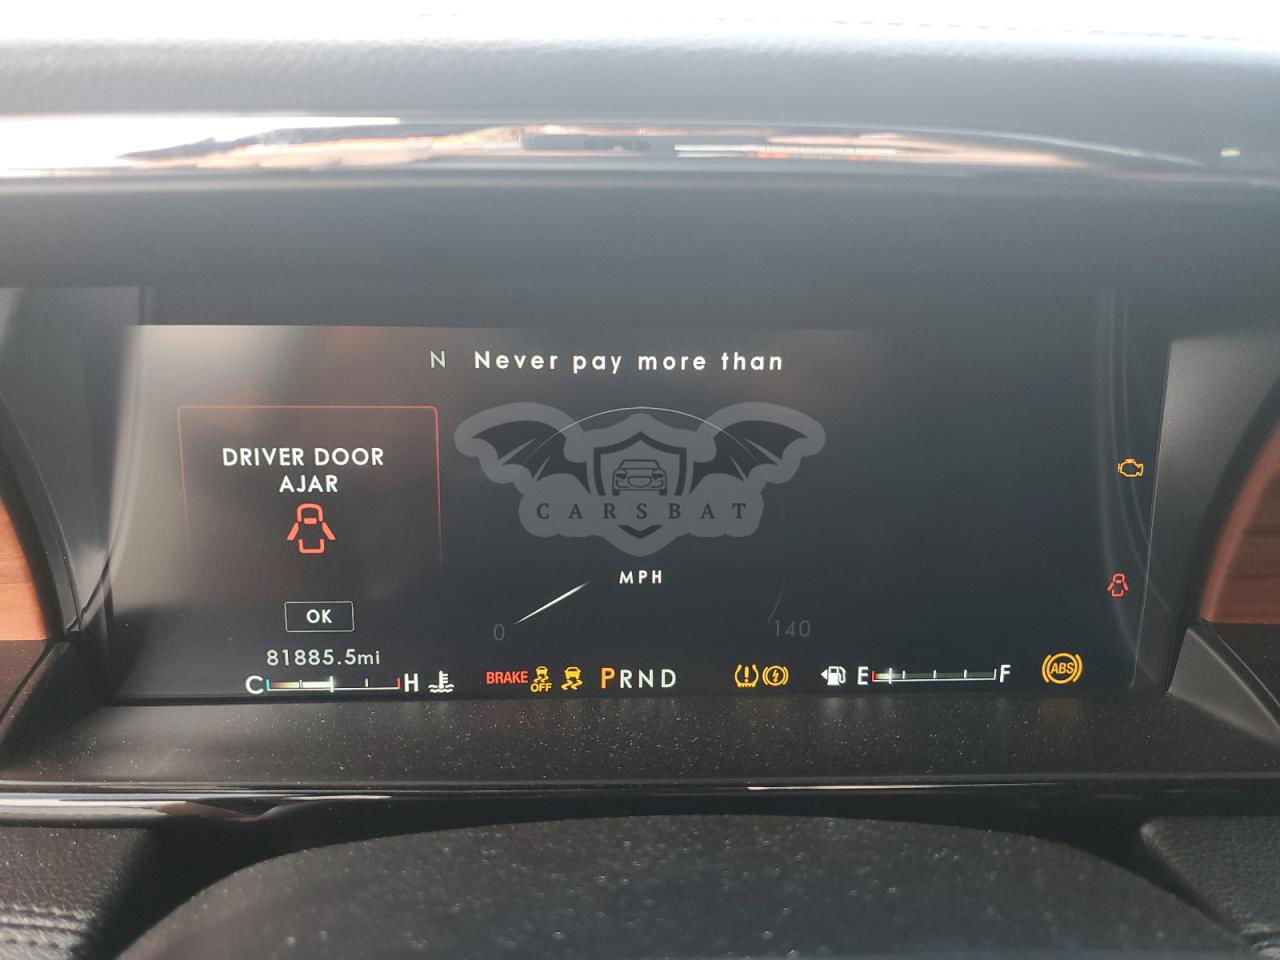 N Never pay more than
DRIVER DOOR
AJAR
CARSBAT
MPH
OK
0
140
81885.5mi
C H BRAKE OFF PRND E F ABS